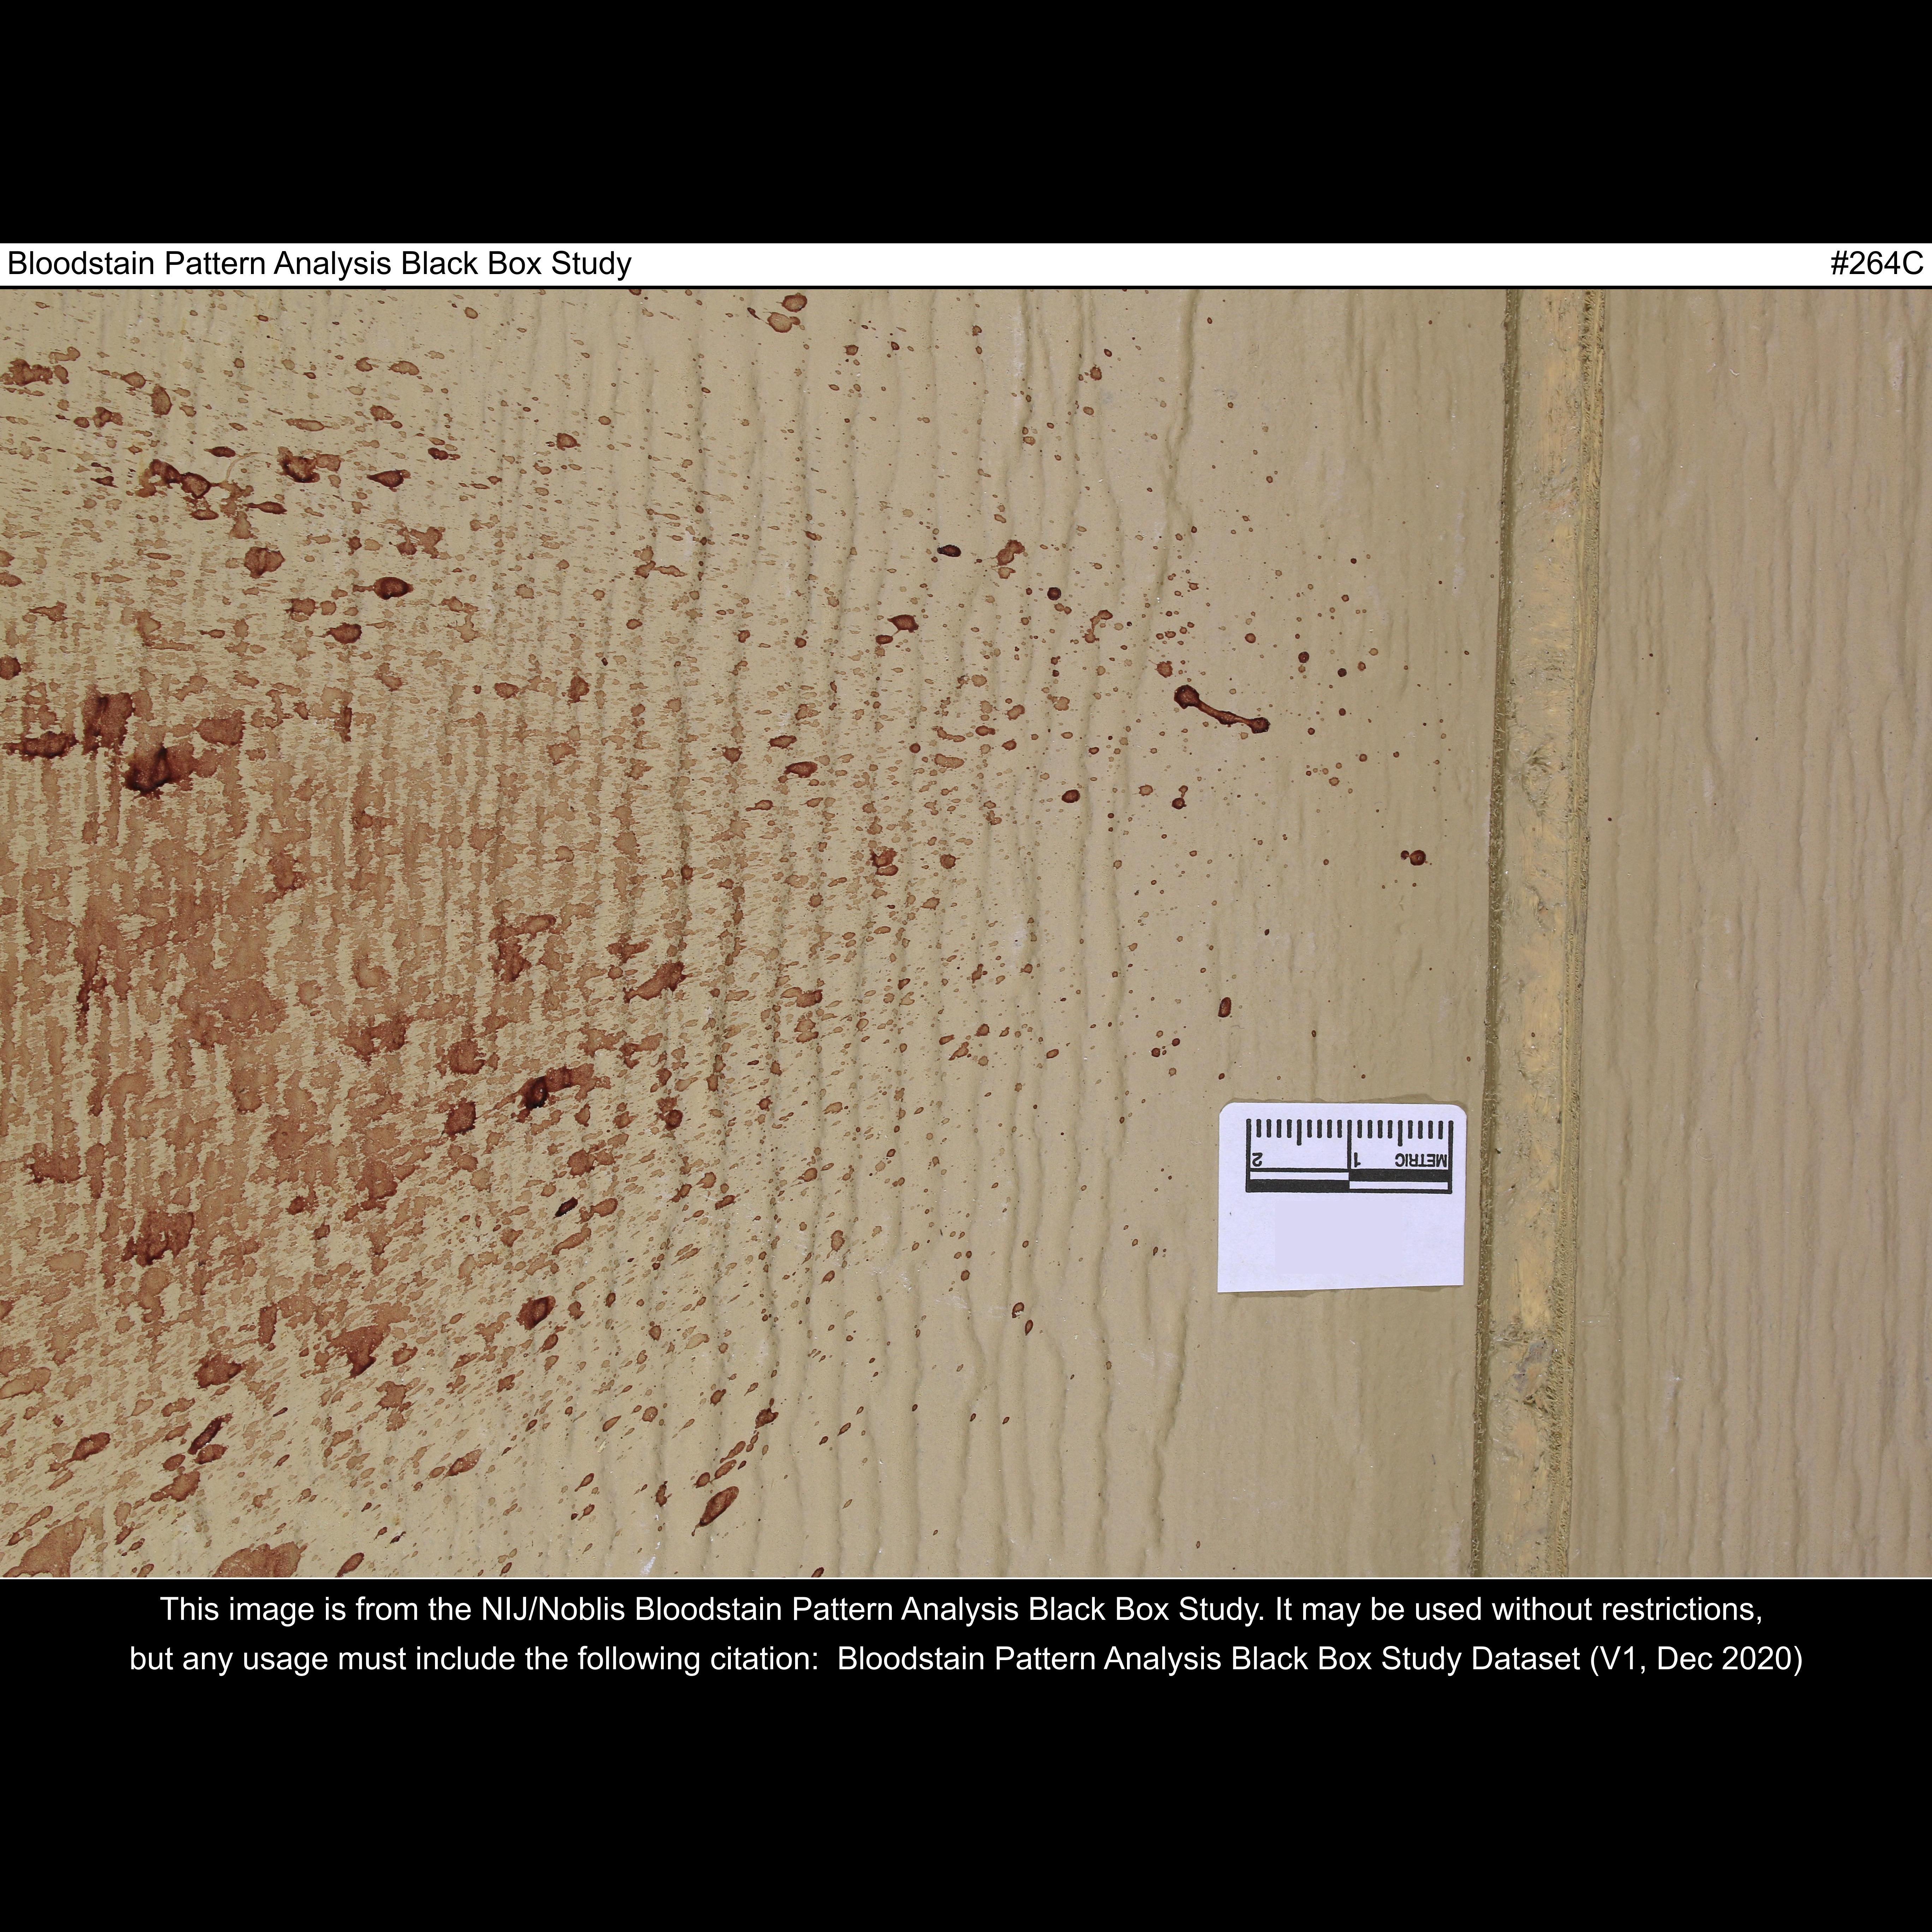 Bloodstain Pattern Analysis Black Box Study #264C
2 1 METRIC
This image is from the NIJ/Noblis Bloodstain Pattern Analysis Black Box Study. It may be used without restrictions,
but any usage must include the following citation: Bloodstain Pattern Analysis Black Box Study Dataset (V1, Dec 2020)